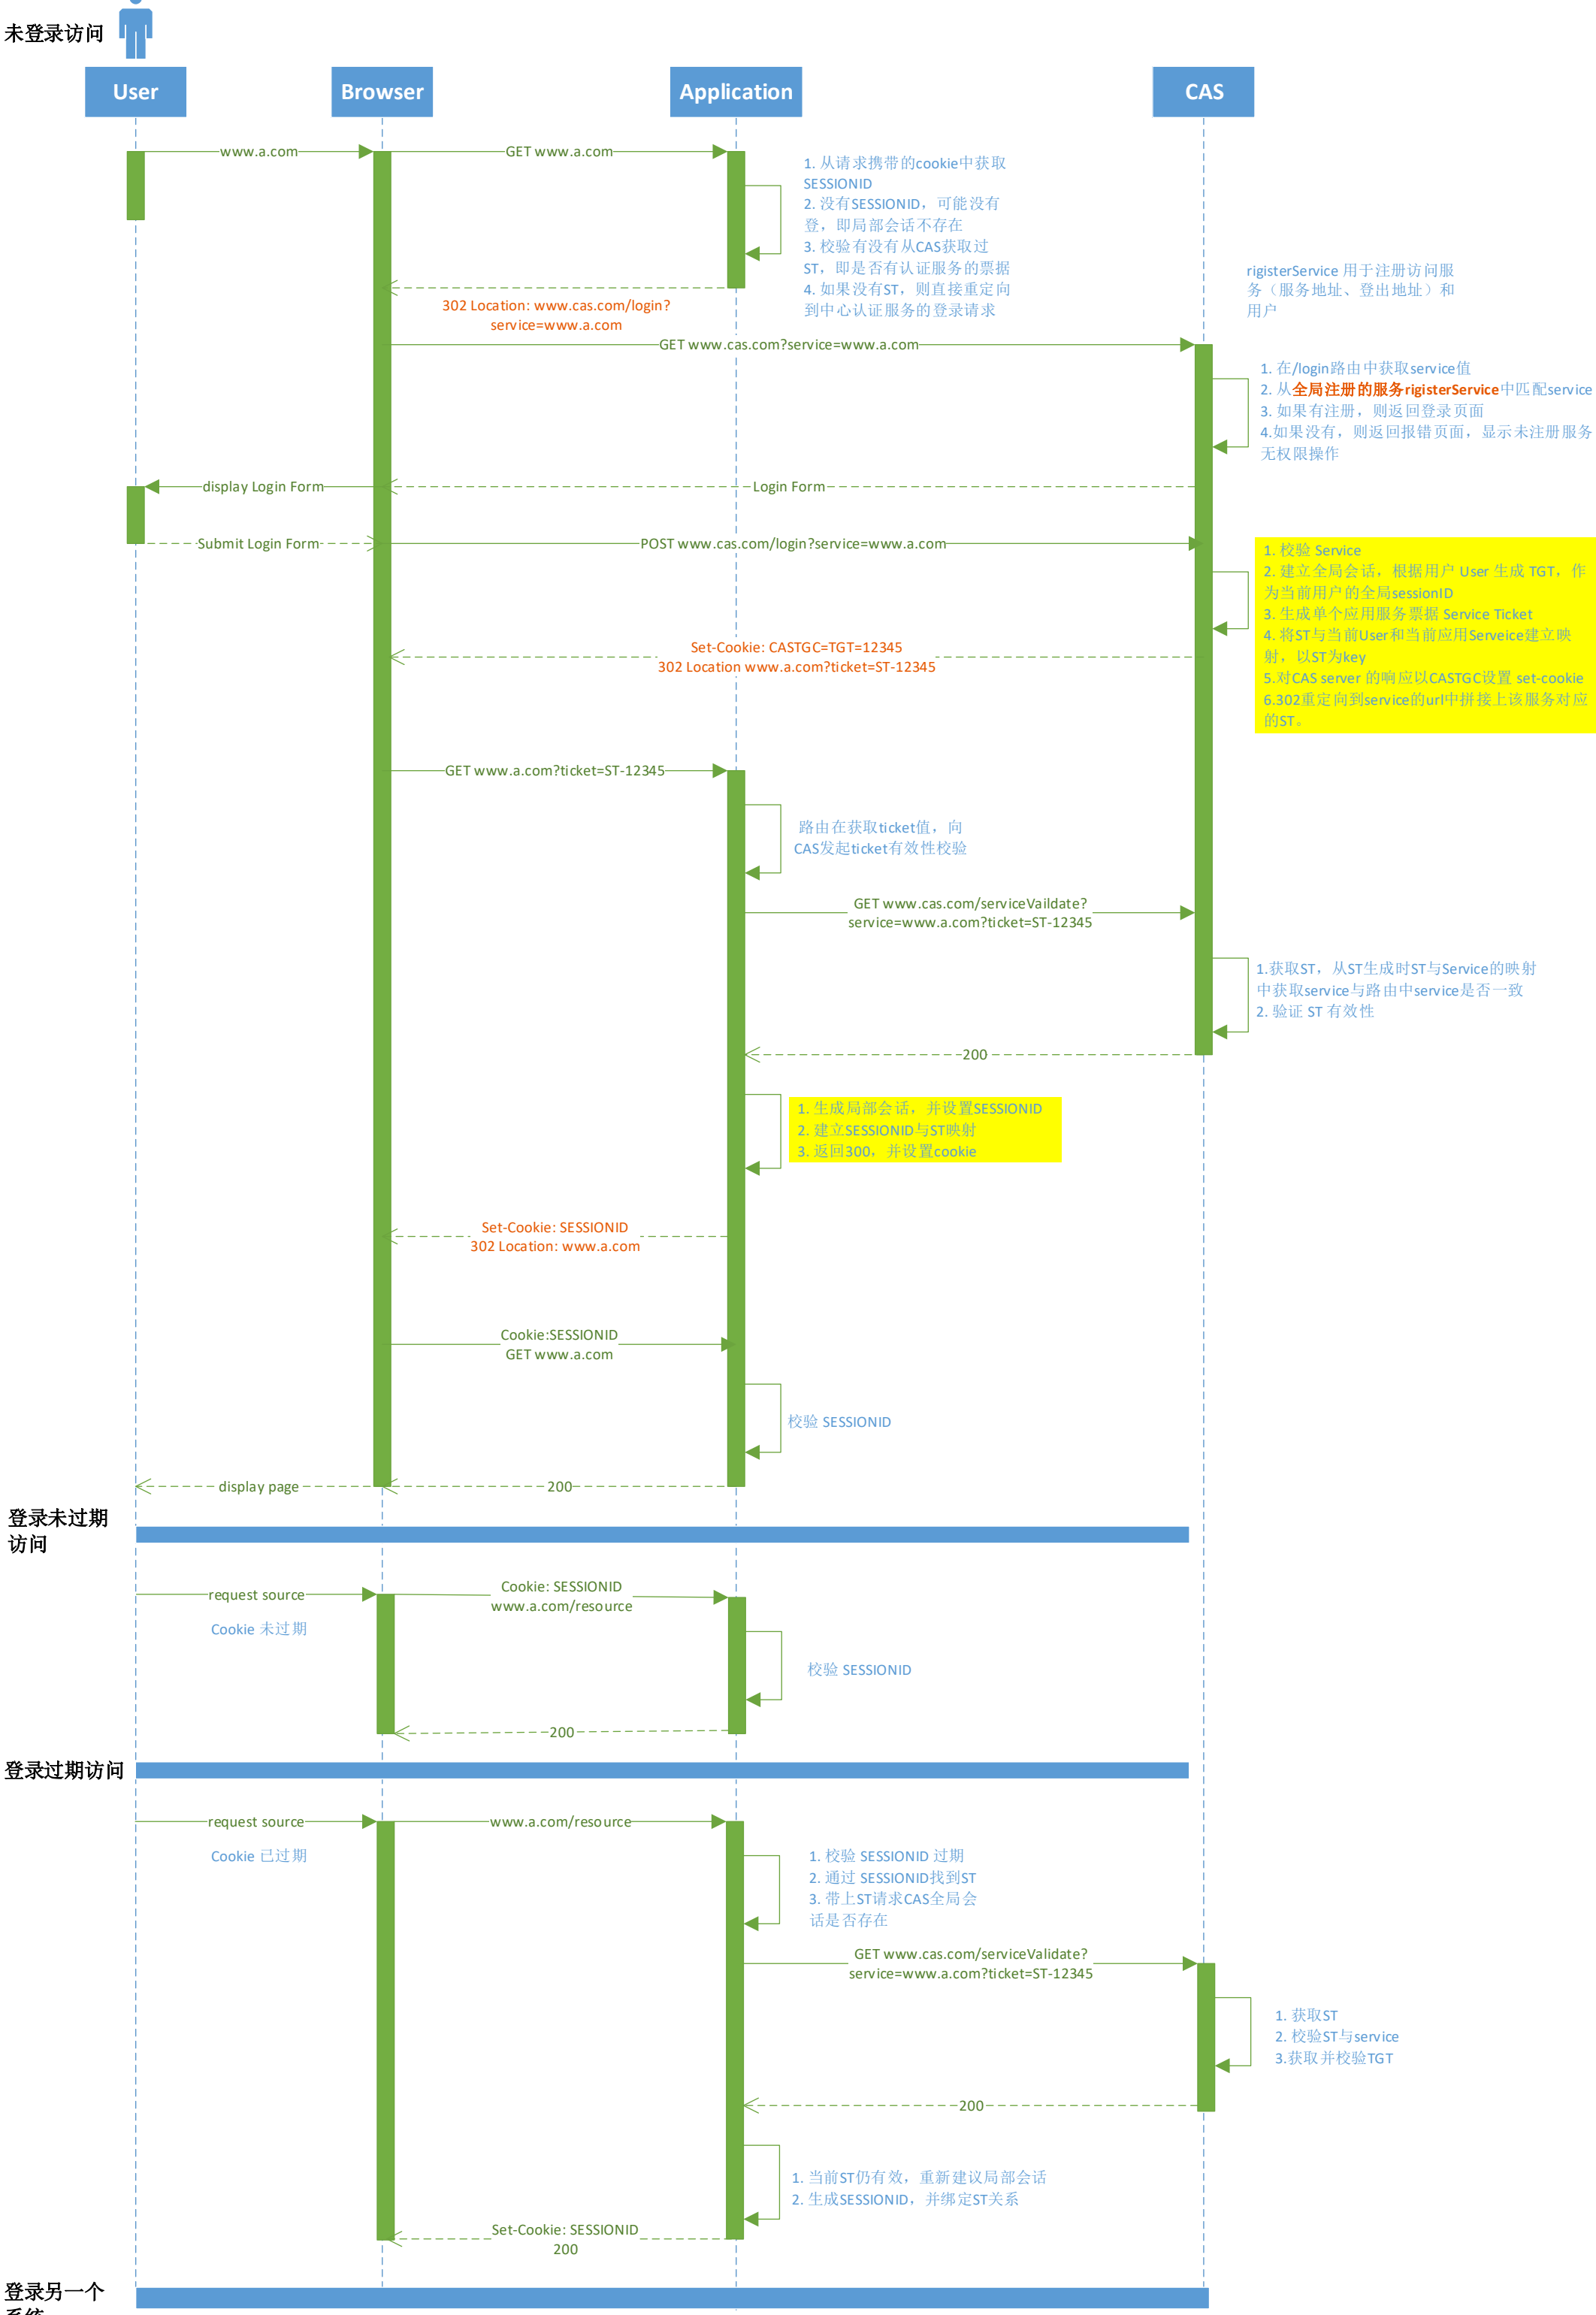 未登录访问
User
Browser
Application
CAS
www.a.com
GET www.a.com
1. 从请求携带的cookie中获取
SESSIONID
2. 没有SESSIONID，可能没有
登，即局部会话不存在
3. 校验有没有从CAS获取过
ST，即是否有认证服务的票据
4. 如果没有ST，则直接重定向
到中心认证服务的登录请求
302 Location: www.cas.com/login?
service=www.a.com
rigisterService 用于注册访问服
务（服务地址、登出地址）和
用户
GET www.cas.com?service=www.a.com
1. 在/login路由中获取service值
2. 从全局注册的服务rigisterService中匹配service
3. 如果有注册，则返回登录页面
4.如果没有，则返回报错页面，显示未注册服务
无权限操作
display Login Form
Login Form
Submit Login Form
POST www.cas.com/login?service=www.a.com
1. 校验 Service
2. 建立全局会话，根据用户 User 生成 TGT，作
为当前用户的全局sessionID
3. 生成单个应用服务票据 Service Ticket
4. 将ST与当前User和当前应用Serveice建立映
射，以ST为key
5.对CAS server 的响应以CASTGC设置 set-cookie
6.302重定向到service的url中拼接上该服务对应
的ST。
Set-Cookie: CASTGC=TGT=12345
302 Location www.a.com?ticket=ST-12345
GET www.a.com?ticket=ST-12345
路由在获取ticket值，向
CAS发起ticket有效性校验
GET www.cas.com/serviceVaildate?
service=www.a.com?ticket=ST-12345
1.获取ST，从ST生成时ST与Service的映射
中获取service与路由中service是否一致
2. 验证 ST 有效性
200
1. 生成局部会话，并设置SESSIONID
2. 建立SESSIONID与ST映射
3. 返回300，并设置cookie
Set-Cookie: SESSIONID
302 Location: www.a.com
Cookie:SESSIONID
GET www.a.com
校验 SESSIONID
display page
200
登录未过期
访问
request source
Cookie: SESSIONID
www.a.com/resource
Cookie 未过期
校验 SESSIONID
200
登录过期访问
request source
www.a.com/resource
Cookie 已过期
1. 校验 SESSIONID 过期
2. 通过 SESSIONID找到ST
3. 带上ST请求CAS全局会
话是否存在
GET www.cas.com/serviceValidate?
service=www.a.com?ticket=ST-12345
1. 获取ST
2. 校验ST与service
3.获取并校验TGT
200
1. 当前ST仍有效，重新建议局部会话
2. 生成SESSIONID，并绑定ST关系
Set-Cookie: SESSIONID
200
登录另一个
系统